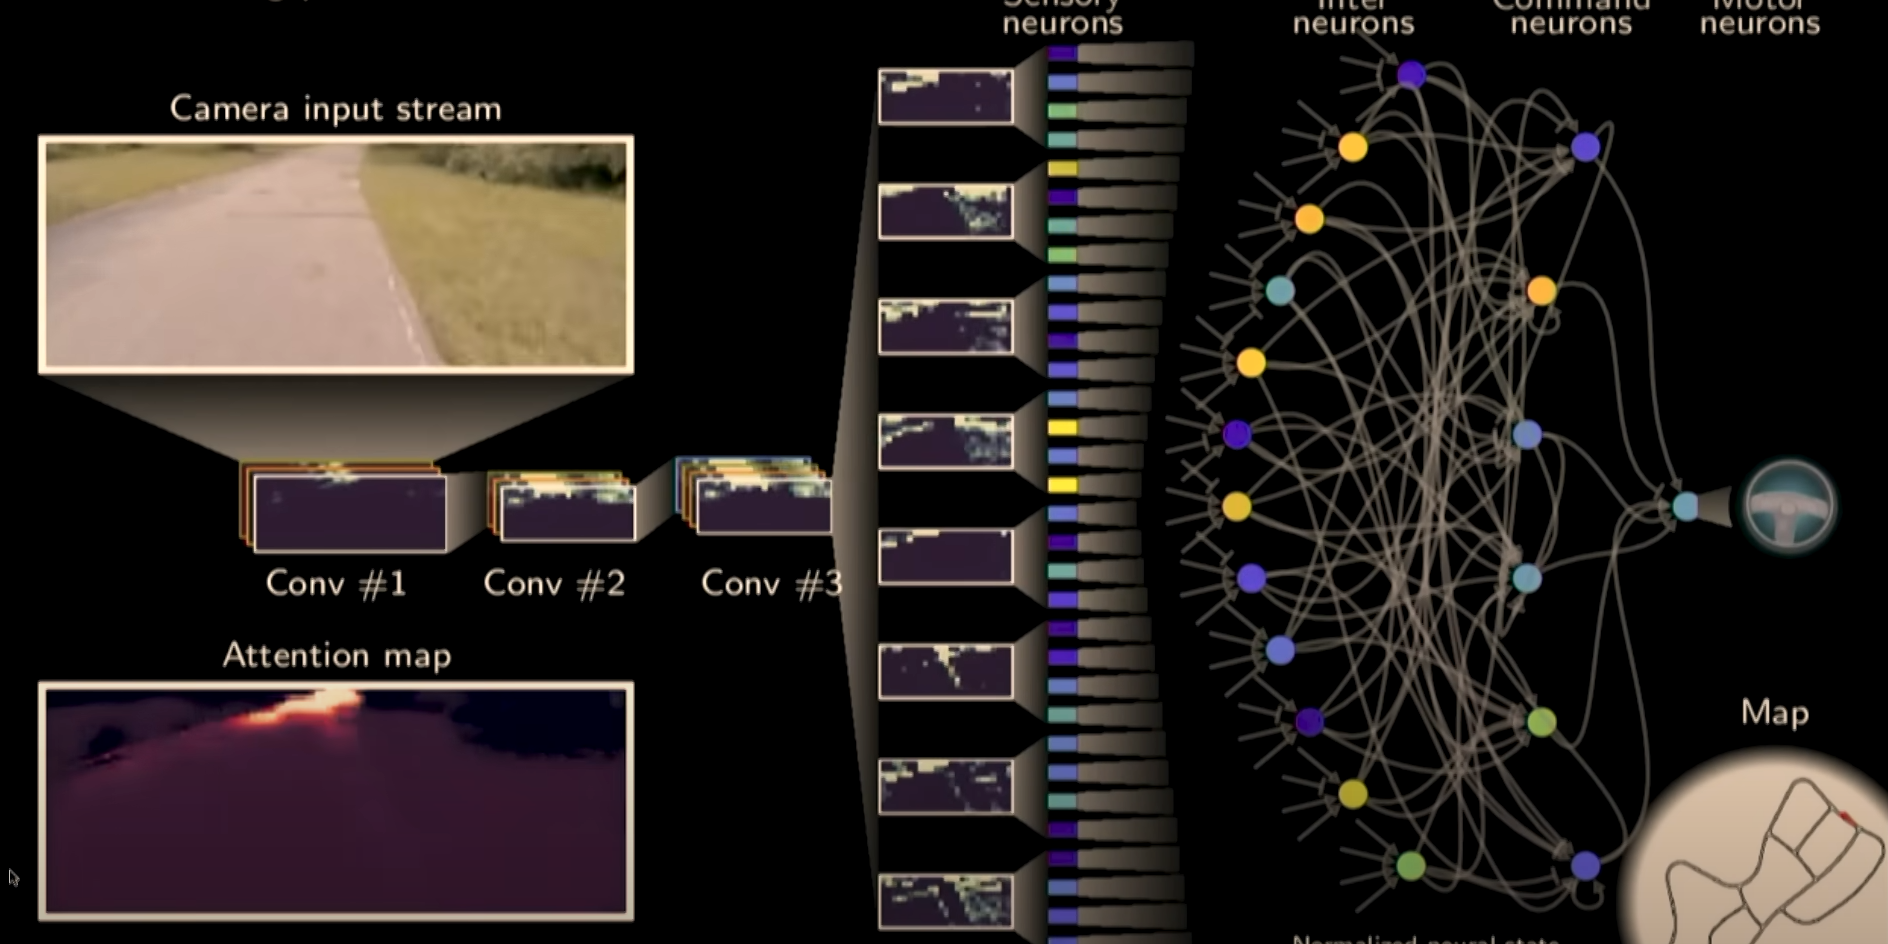 Sensory
neurons
Inter
neurons
Command
neurons
Motor
neurons
Camera input stream
Conv #1
Conv #2
Conv #3
Attention map
Map
Normalized neural state